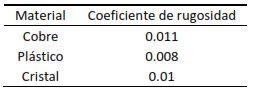 Material Coeficiente de rugosidad
Cobre 0.011
Plástico 0.008
Cristal 0.01